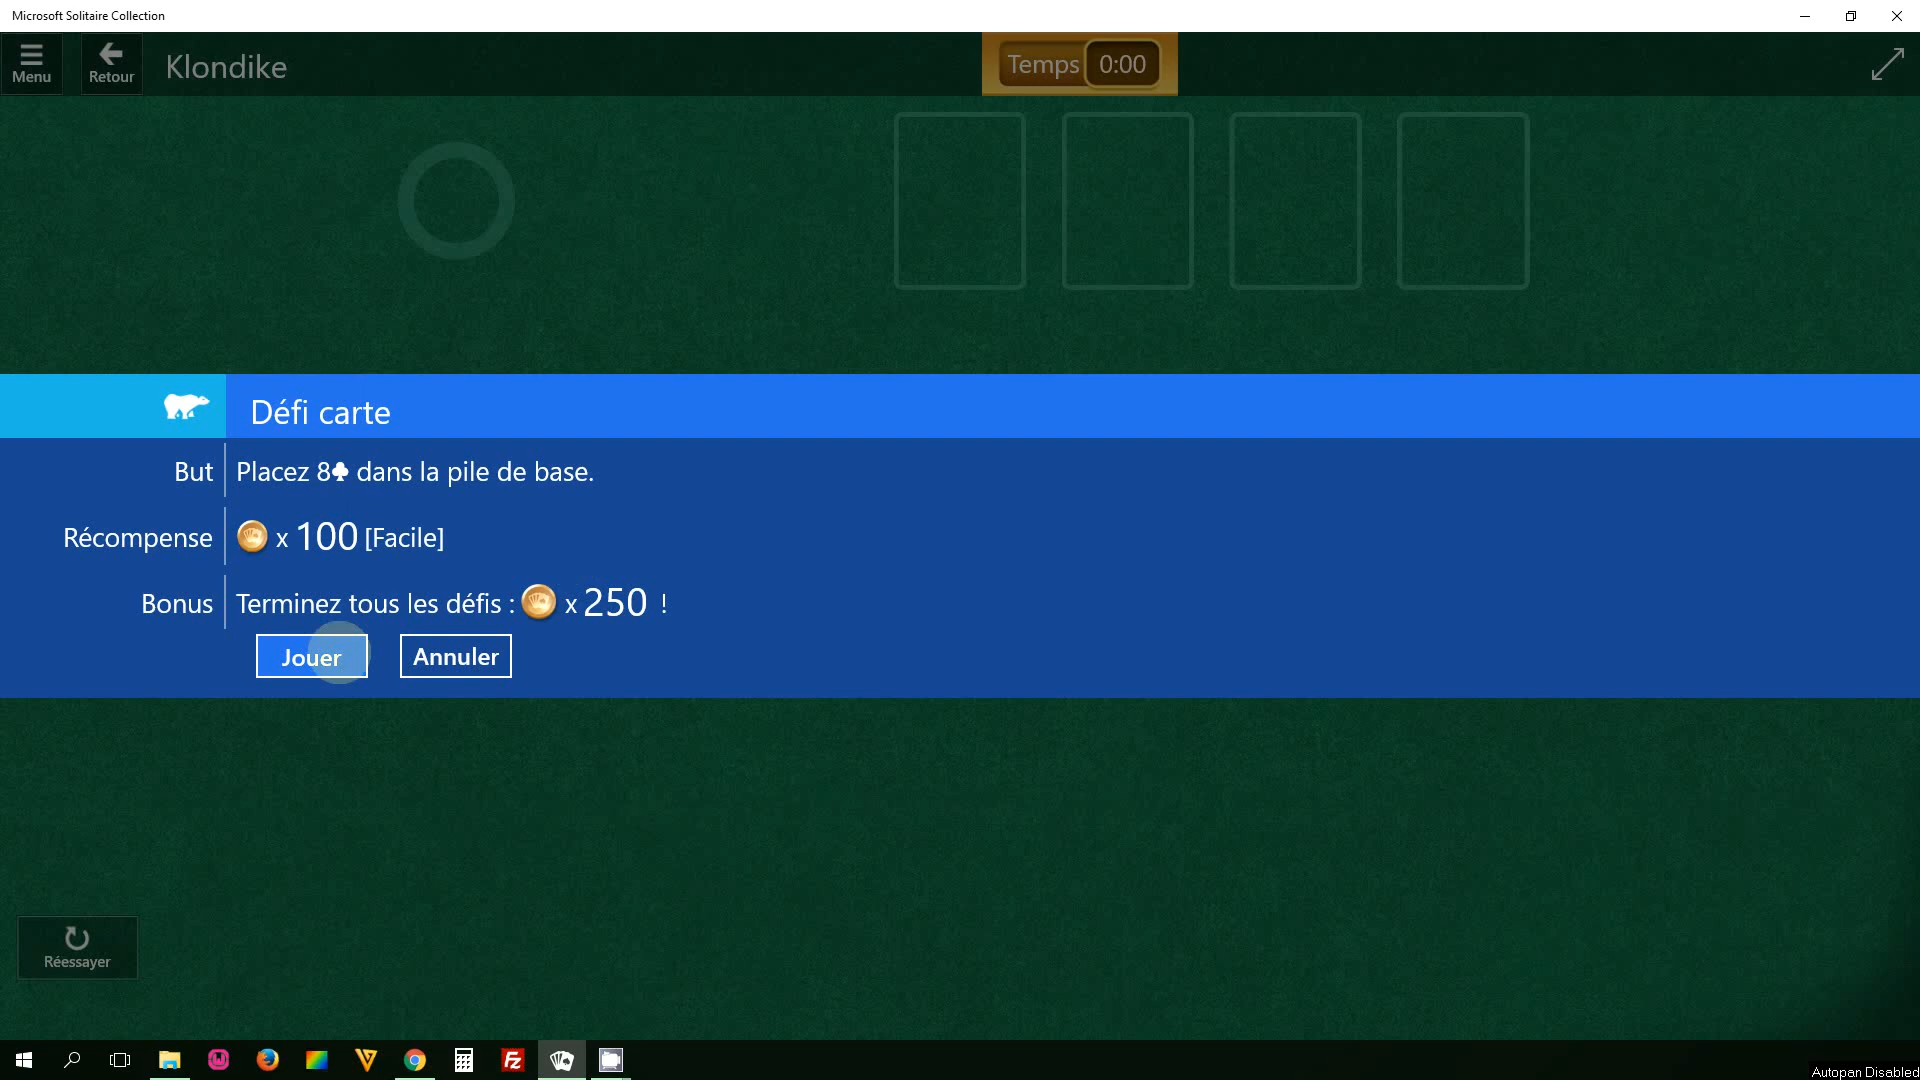 Microsoft Solitaire Collection
Menu
Retour
Klondike
Temps 0:00
Défi carte
But
Placez 8♣ dans la pile de base.
Récompense
x 100 [Facile]
Bonus
Terminez tous les défis : x 250 !
Jouer
Annuler
Réessayer
Fz
Autopan Disabled